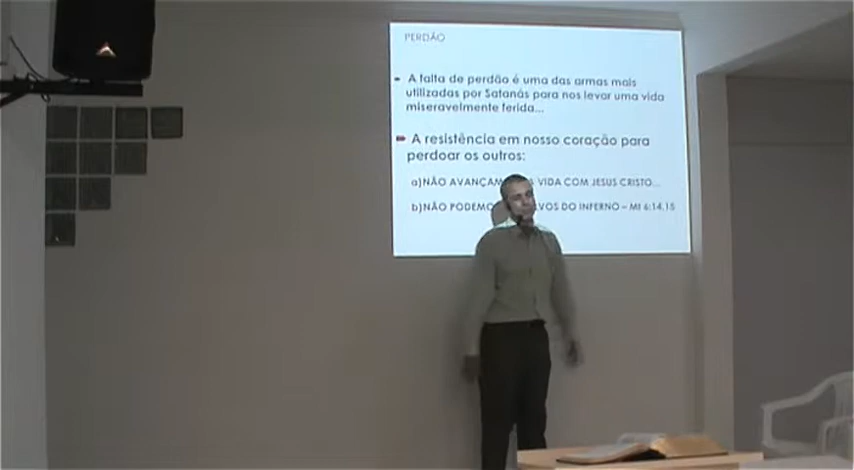 PERDÃO
A falta de perdão é uma das armas mais
utilizadas por Satanás para nos levar uma vida
miseravelmente ferida...
A resistência em nosso coração para
perdoar os outros:
a)NÃO AVANÇAM VIDA COM JESUS CRISTO...
b)NÃO DO INFERNO – Mt 6:14,15